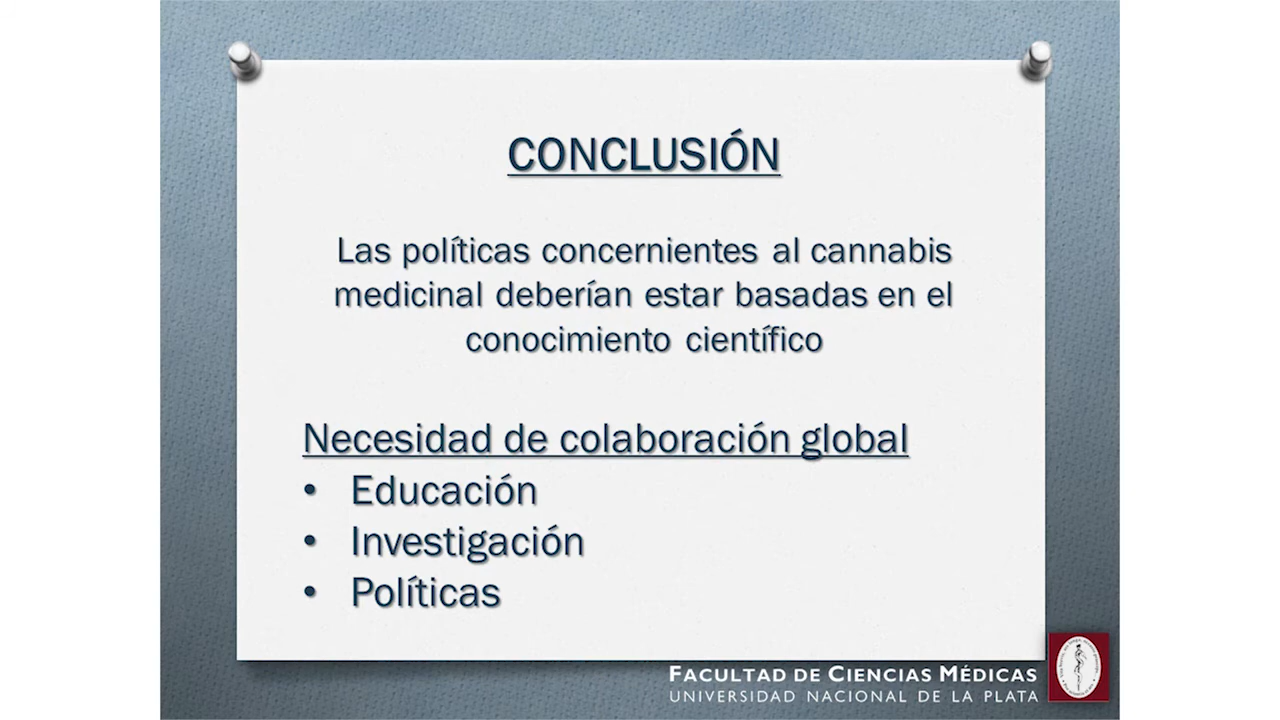 CONCLUSIÓN
Las políticas concernientes al cannabis
medicinal deberían estar basadas en el
conocimiento científico
Necesidad de colaboración global
• Educación
• Investigación
• Políticas
FACULTAD DE CIENCIAS MÉDICAS
UNIVERSIDAD NACIONAL DE LA PLATA